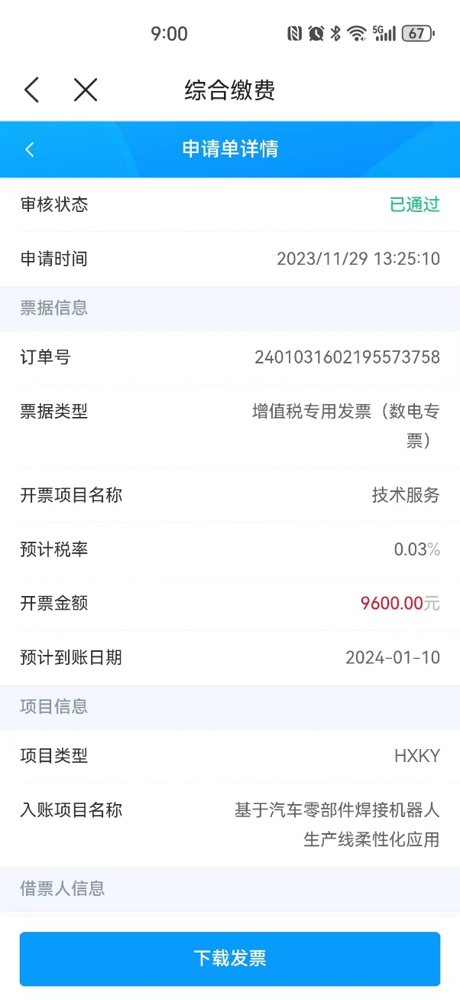 9:00
5G
67
综合缴费
申请单详情
审核状态
已通过
申请时间
2023/11/29 13:25:10
票据信息
订单号
2401031602195573758
票据类型
增值税专用发票（数电专
票）
开票项目名称
技术服务
预计税率
0.03%
开票金额
9600.00元
预计到账日期
2024-01-10
项目信息
项目类型
HXKY
入账项目名称
基于汽车零部件焊接机器人
生产线柔性化应用
借票人信息
下载发票